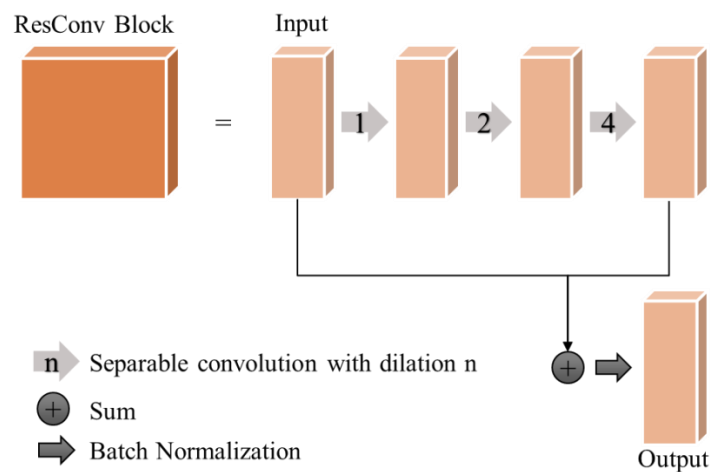 ResConv Block
Input
=
1
2
4
+
n Separable convolution with dilation n
+ Sum
Batch Normalization
Output